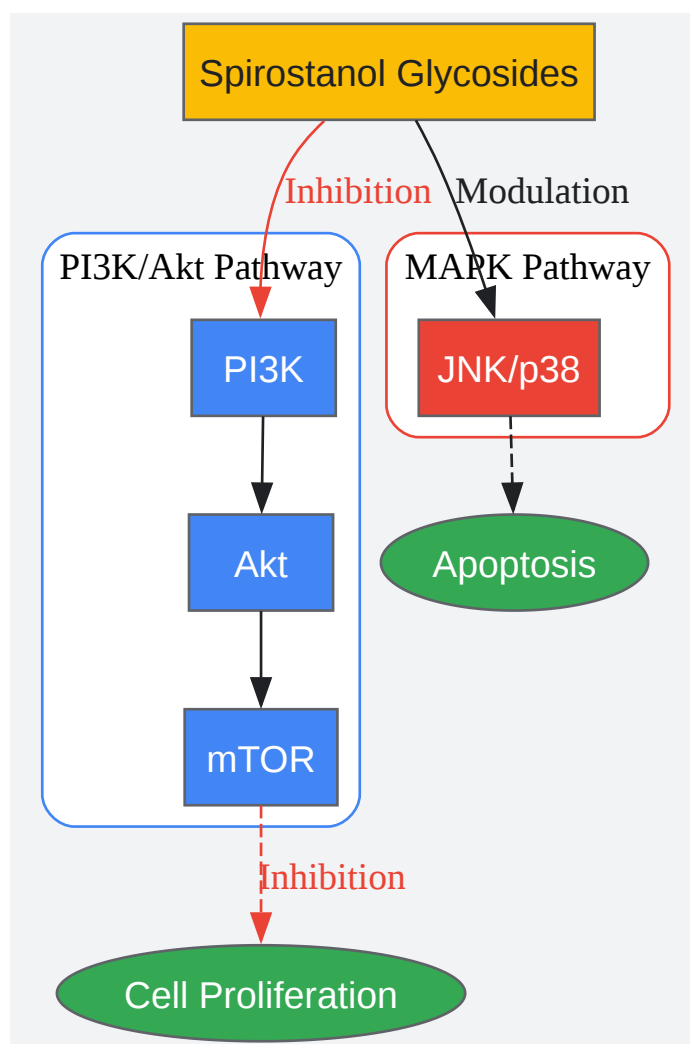 Spirostanol Glycosides
Inhibition
Modulation
PI3K/Akt Pathway
MAPK Pathway
PI3K
JNK/p38
Akt
Apoptosis
mTOR
Inhibition
Cell Proliferation